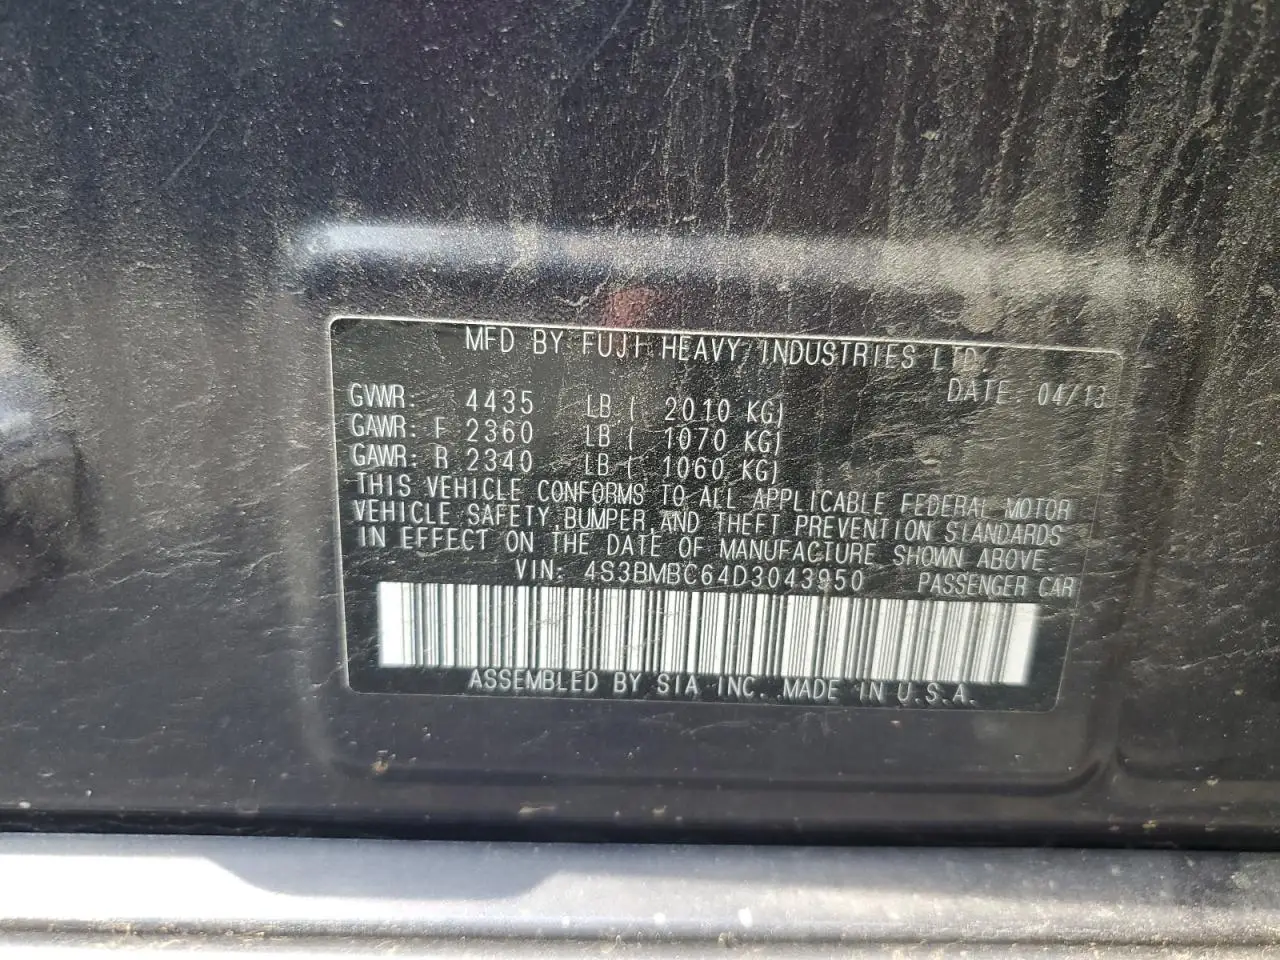 MFD BY FUJI HEAVY INDUSTRIES LTD.
DATE: 04/13
GVWR: 4435 LB ( 2010 KG)
GAWR: F 2360 LB ( 1070 KG)
GAWR: R 2340 LB ( 1060 KG)
THIS VEHICLE CONFORMS TO ALL APPLICABLE FEDERAL MOTOR
VEHICLE SAFETY, BUMPER, AND THEFT PREVENTION STANDARDS
IN EFFECT ON THE DATE OF MANUFACTURE SHOWN ABOVE.
VIN: 4S3BMBC64D3043950 PASSENGER CAR
ASSEMBLED BY SIA INC. MADE IN U.S.A.